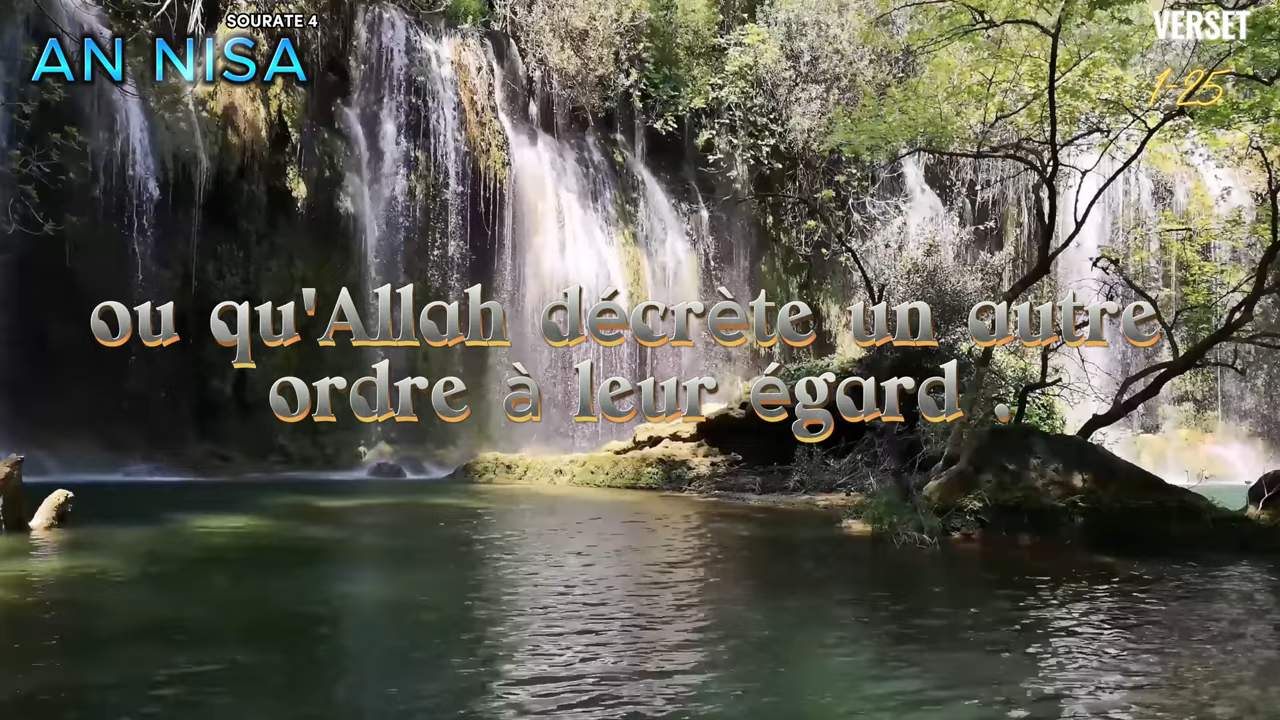 SOURATE 4
AN NISA
VERSET
1-25
ou qu'Allah décrète un autre
ordre à leur égard .